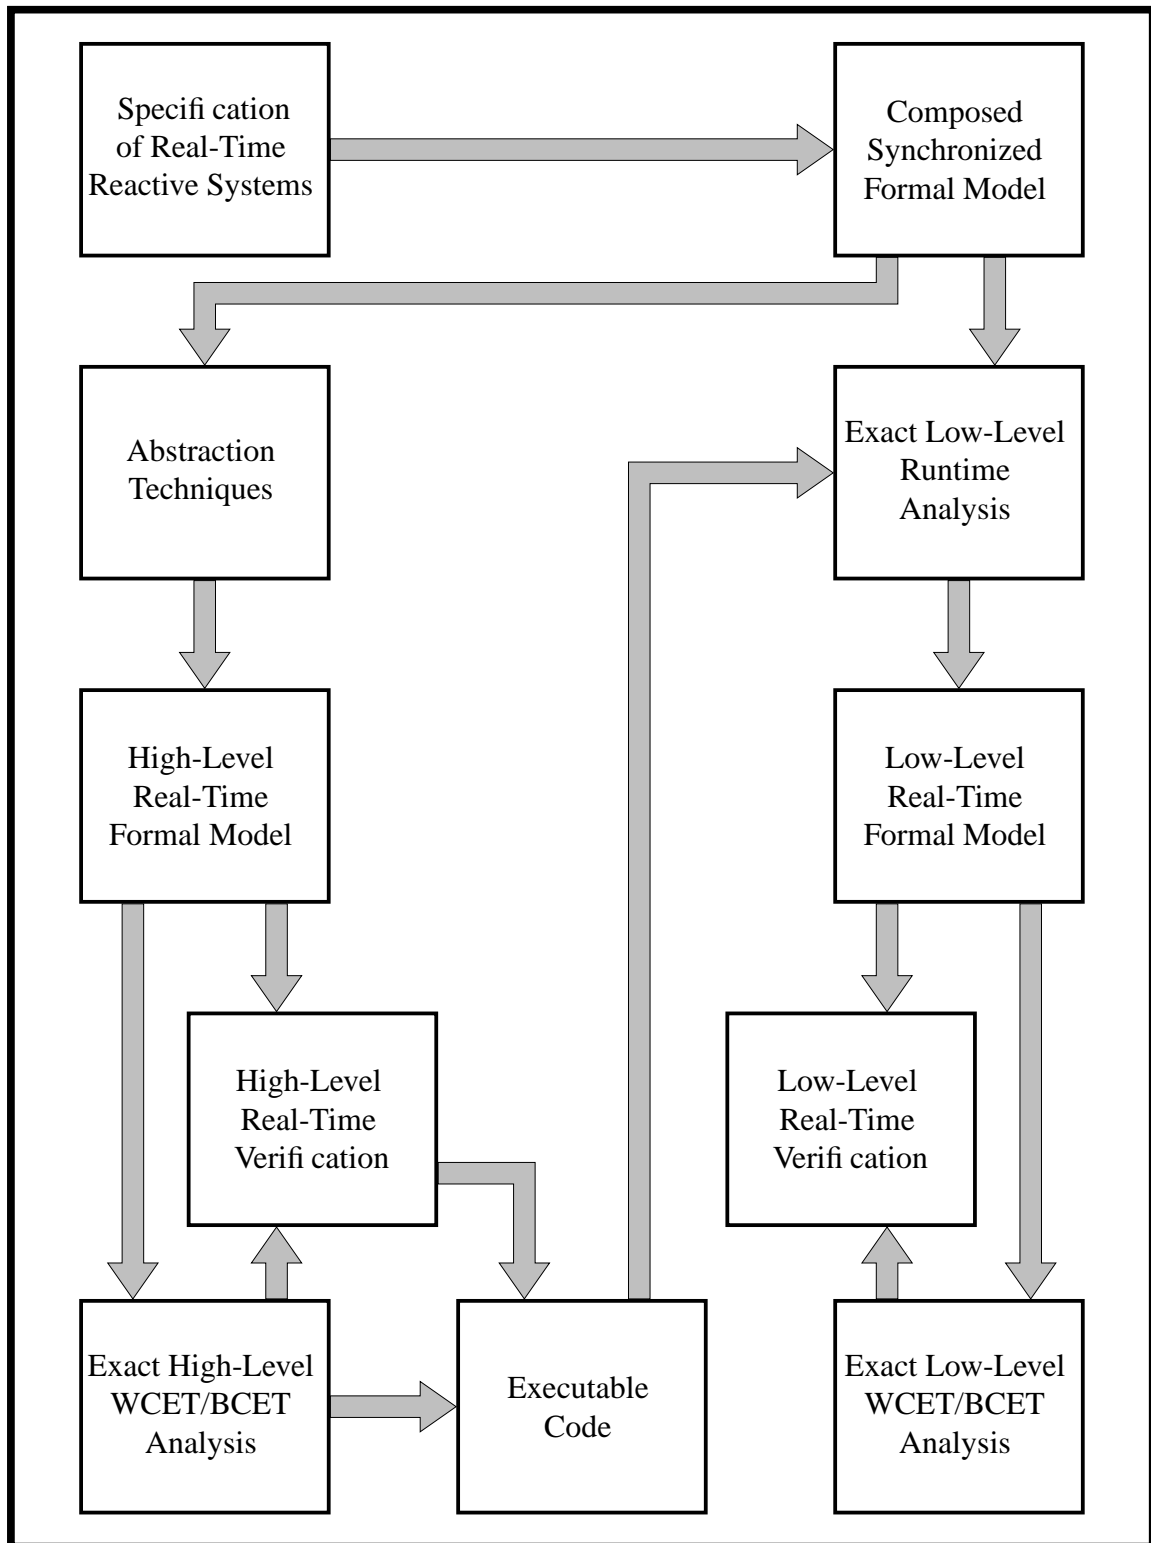 Specifi cation
of Real-Time
Reactive Systems
Composed
Synchronized
Formal Model
Abstraction
Techniques
Exact Low-Level
Runtime
Analysis
High-Level
Real-Time
Formal Model
Low-Level
Real-Time
Formal Model
High-Level
Real-Time
Verifi cation
Low-Level
Real-Time
Verifi cation
Exact High-Level
WCET/BCET
Analysis
Executable
Code
Exact Low-Level
WCET/BCET
Analysis